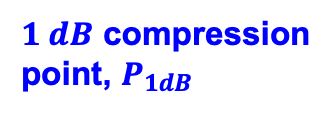 1 dB compression
point, P1dB